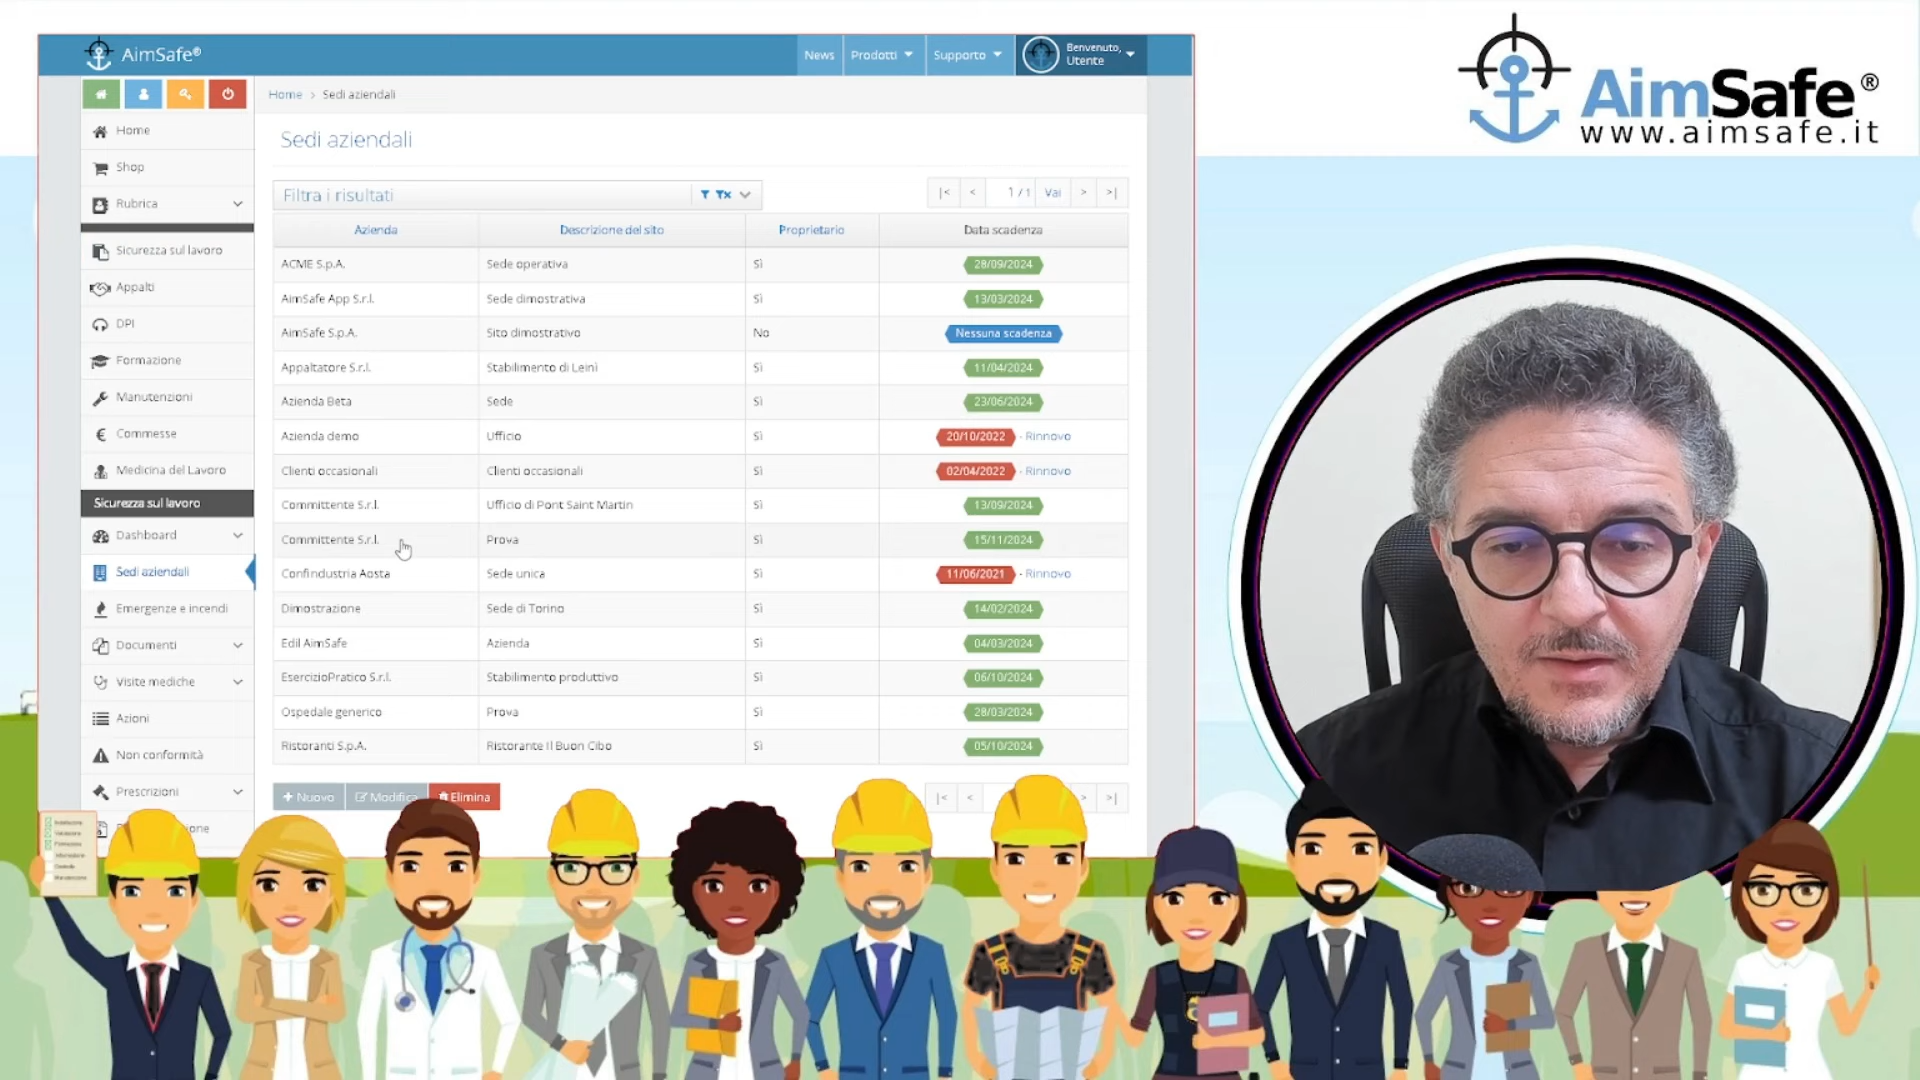 AimSafe®
News
Prodotti
Supporto
Benvenuto,
Utente
AimSafe®
www.aimsafe.it
Home > Sedi aziendali
Home
Shop
Rubrica
Sicurezza sul lavoro
Appalti
DPI
Formazione
Manutenzioni
Commesse
Medicina del Lavoro
Sicurezza sul lavoro
Dashboard
Sedi aziendali
Emergenze e incendi
Documenti
Visite mediche
Azioni
Non conformità
Prescrizioni
Sedi aziendali
Filtra i risultati
|< < 1 / 1 Vai > >|
Azienda Descrizione del sito Proprietario Data scadenza
ACME S.p.A. Sede operativa Sì 28/09/2024
AimSafe App S.r.l. Sede dimostrativa Sì 13/03/2024
AimSafe S.p.A. Sito dimostrativo No Nessuna scadenza
Appaltatore S.r.l. Stabilimento di Leinì Sì 11/04/2024
Azienda Beta Sede Sì 23/06/2024
Azienda demo Ufficio Sì 20/10/2022 - Rinnovo
Clienti occasionali Clienti occasionali Sì 02/04/2022 - Rinnovo
Committente S.r.l. Ufficio di Pont Saint Martin Sì 13/09/2024
Committente S.r.l. Prova Sì 15/11/2024
Confindustria Aosta Sede unica Sì 11/06/2021 - Rinnovo
Dimostrazione Sede di Torino Sì 14/02/2024
Edil AimSafe Azienda Sì 04/03/2024
EsercizioPratico S.r.l. Stabilimento produttivo Sì 06/10/2024
Ospedale generico Prova Sì 28/03/2024
Ristoranti S.p.A. Ristorante Il Buon Cibo Sì 05/10/2024
+ Nuovo Modifica Elimina
|< < > >|